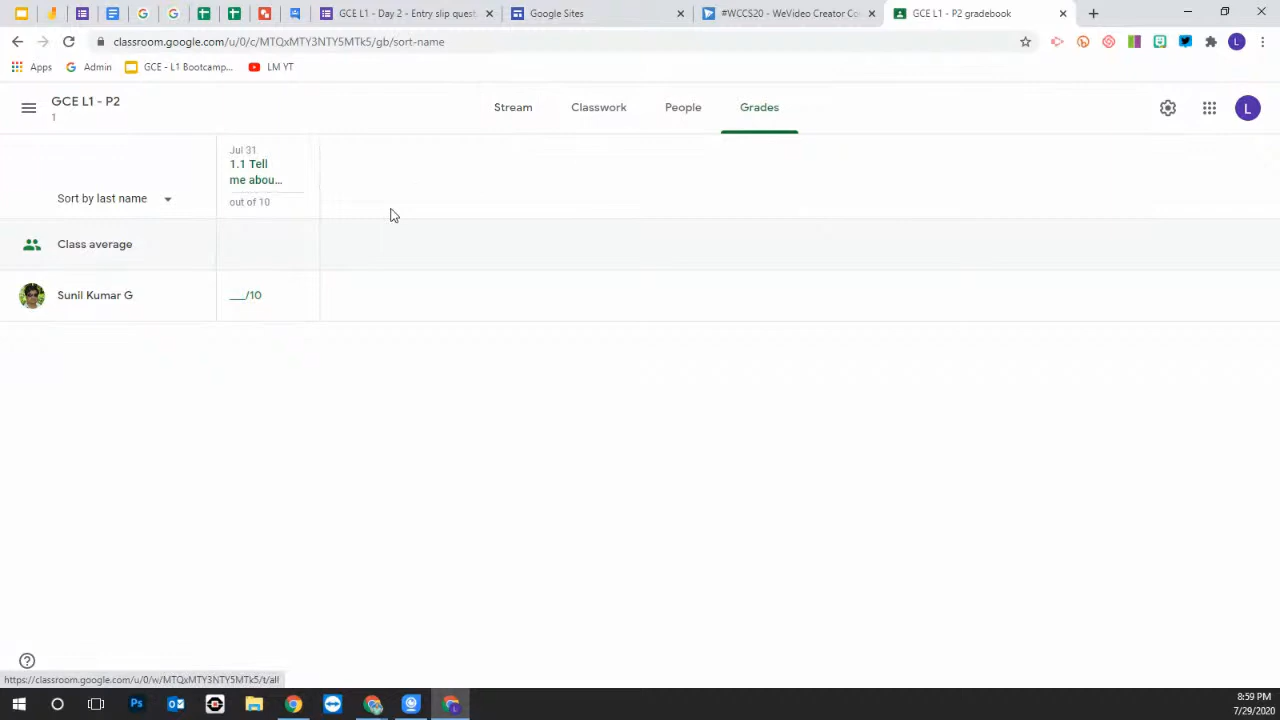 GCE L1 - Day 2 - Entry slip quest
Google Sites
#WCCS20 - WeVideo Creator Co
GCE L1 - P2 gradebook
classroom.google.com/u/0/c/MTQxMTY3NTY5MTk5/gb/sort-name
L
Apps
Admin
GCE - L1 Bootcamp...
LM YT
GCE L1 - P2
1
Stream
Classwork
People
Grades
L
Jul 31
1.1 Tell
me abou...
Sort by last name
out of 10
Class average
Sunil Kumar G
___/10
https://classroom.google.com/u/0/w/MTQxMTY3NTY5MTk5/t/all
8:59 PM
7/29/2020